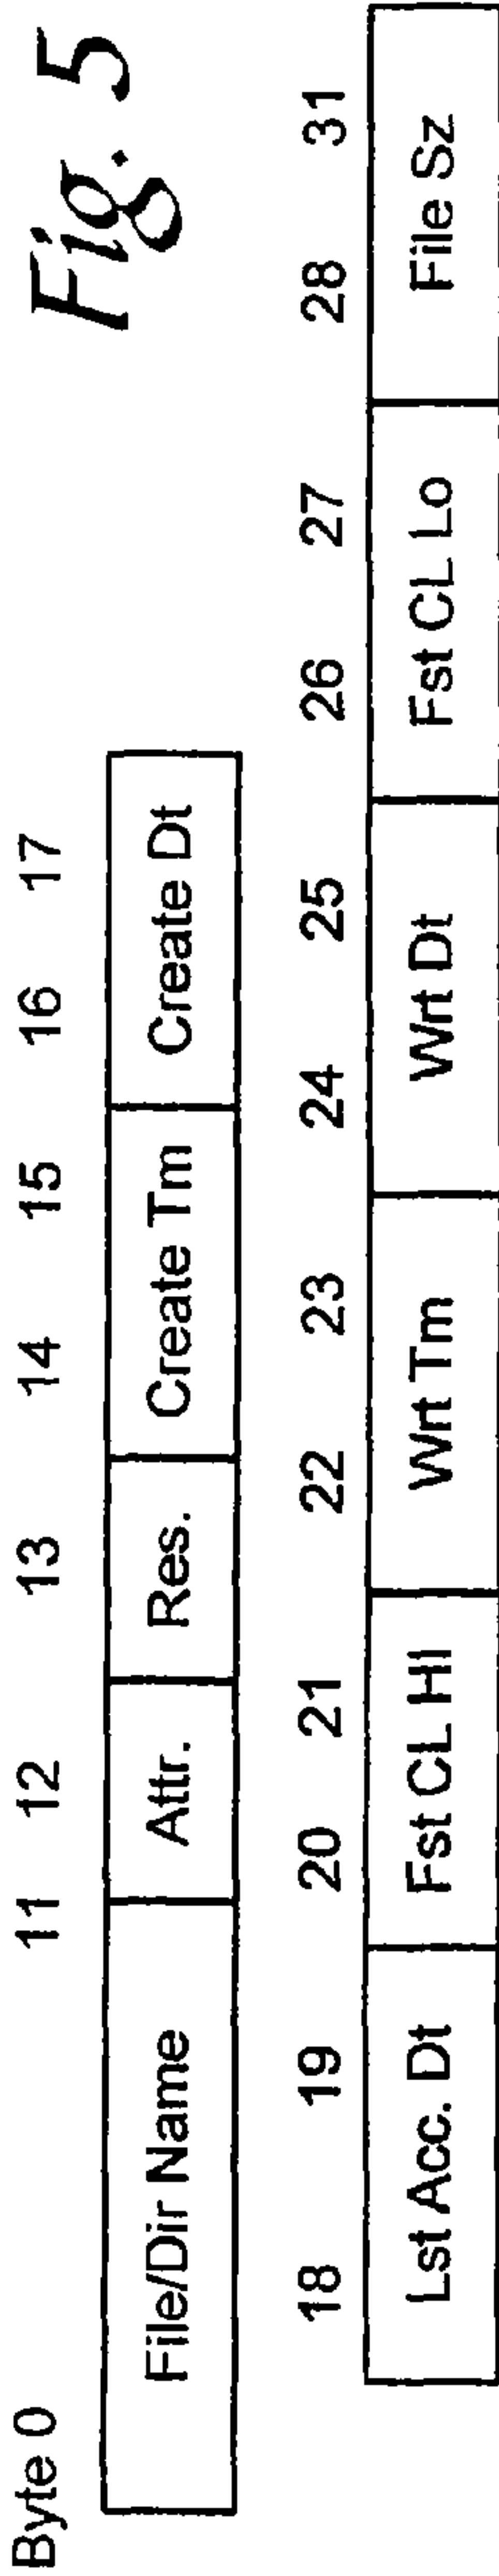 Fig. 5
Byte 0 11 12 13 14 15 16 17
File/Dir Name Attr. Res. Create Tm Create Dt
18 19 20 21 22 23 24 25 26 27 28 31
Lst Acc. Dt Fst CL HI Wrt Tm Wrt Dt Fst CL Lo File Sz